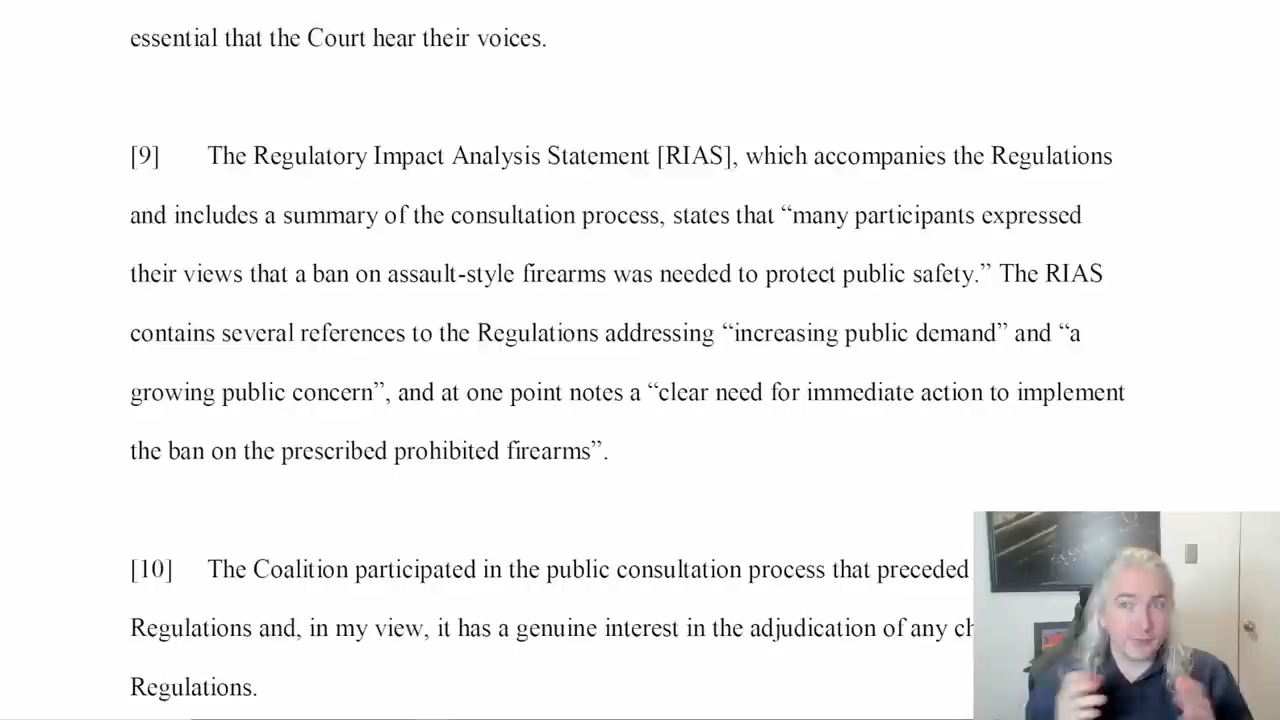 essential that the Court hear their voices.
[9] The Regulatory Impact Analysis Statement [RIAS], which accompanies the Regulations
and includes a summary of the consultation process, states that “many participants expressed
their views that a ban on assault-style firearms was needed to protect public safety.” The RIAS
contains several references to the Regulations addressing “increasing public demand” and “a
growing public concern”, and at one point notes a “clear need for immediate action to implement
the ban on the prescribed prohibited firearms”.
[10] The Coalition participated in the public consultation process that preceded
Regulations and, in my view, it has a genuine interest in the adjudication of any ch
Regulations.